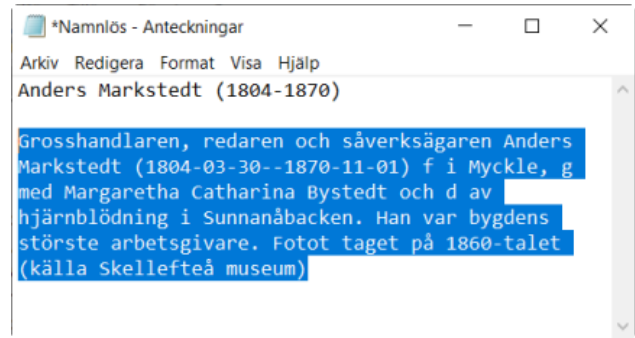 *Namnlös - Anteckningar
Arkiv Redigera Format Visa Hjälp
Anders Markstedt (1804-1870)
Grosshandlaren, redaren och såverksägaren Anders
Markstedt (1804-03-30--1870-11-01) f i Myckle, g
med Margaretha Catharina Bystedt och d av
hjärnblödning i Sunnanåbacken. Han var bygdens
störste arbetsgivare. Fotot taget på 1860-talet
(källa Skellefteå museum)